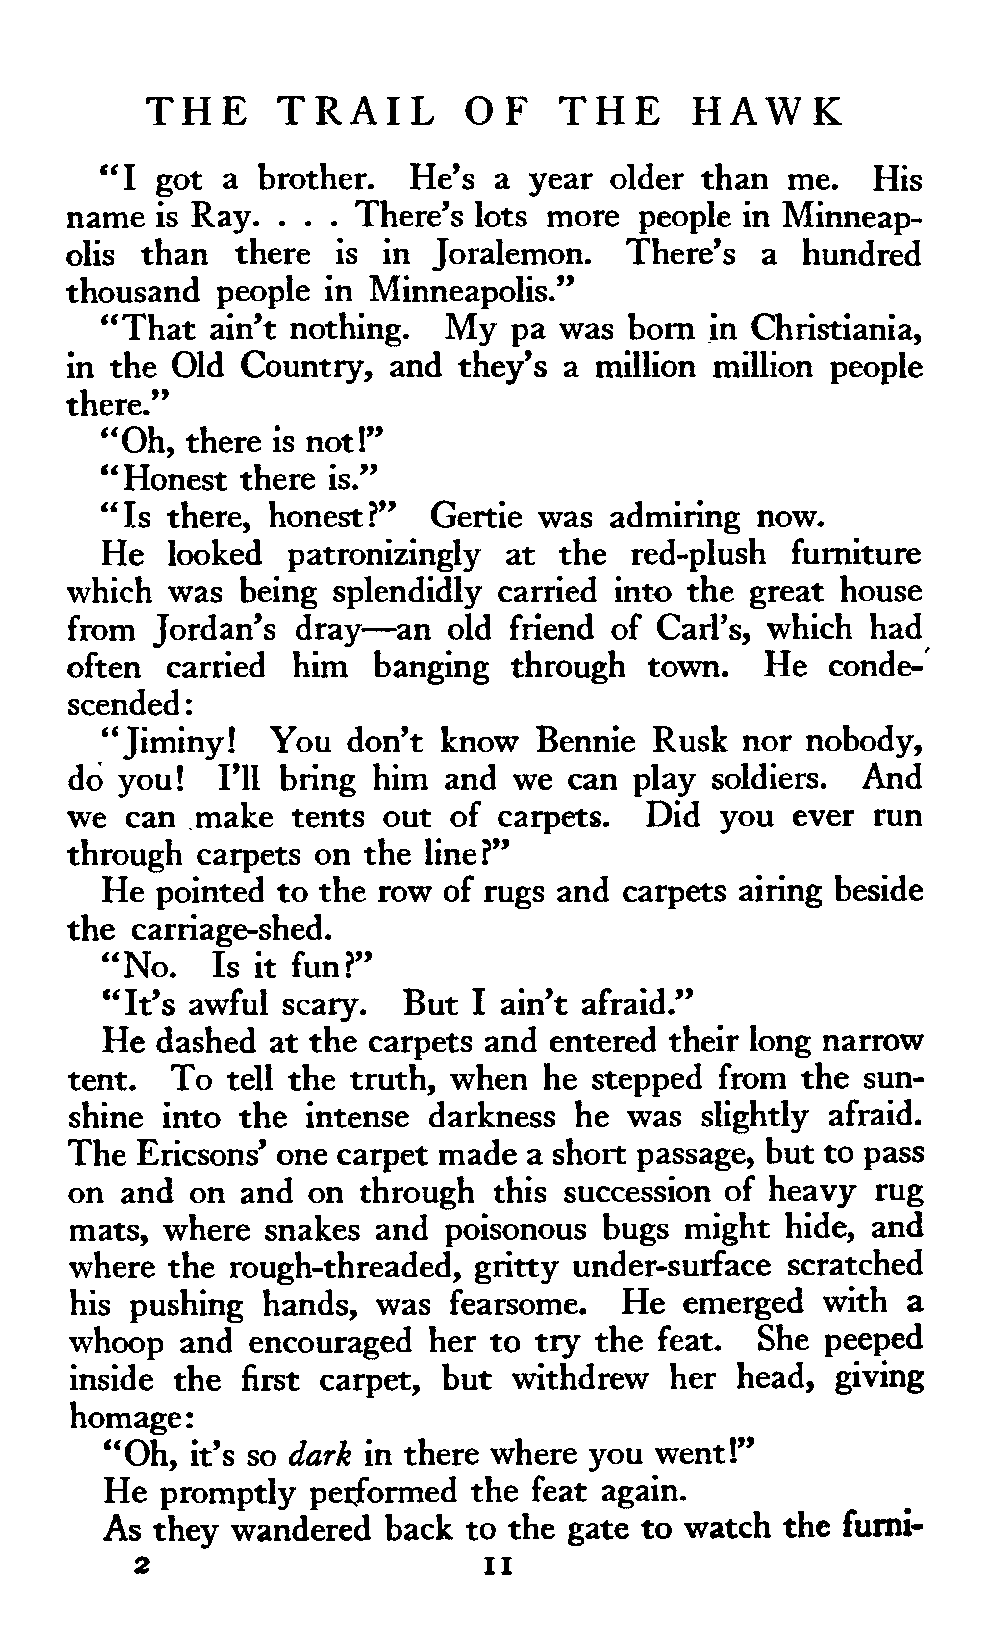 THE TRAIL OF THE HAWK
“I got a brother. He’s a year older than me. His
name is Ray. . . . There’s lots more people in Minneap-
olis than there is in Joralemon. There’s a hundred
thousand people in Minneapolis.”
“That ain’t nothing. My pa was born in Christiania,
in the Old Country, and they’s a million million people
there.”
“Oh, there is not!”
“Honest there is.”
“Is there, honest?” Gertie was admiring now.
He looked patronizingly at the red-plush furniture
which was being splendidly carried into the great house
from Jordan’s dray—an old friend of Carl’s, which had
often carried him banging through town. He conde-
scended:
“Jiminy! You don’t know Bennie Rusk nor nobody,
do you! I’ll bring him and we can play soldiers. And
we can make tents out of carpets. Did you ever run
through carpets on the line?”
He pointed to the row of rugs and carpets airing beside
the carriage-shed.
“No. Is it fun?”
“It’s awful scary. But I ain’t afraid.”
He dashed at the carpets and entered their long narrow
tent. To tell the truth, when he stepped from the sun-
shine into the intense darkness he was slightly afraid.
The Ericsons’ one carpet made a short passage, but to pass
on and on and on through this succession of heavy rug
mats, where snakes and poisonous bugs might hide, and
where the rough-threaded, gritty under-surface scratched
his pushing hands, was fearsome. He emerged with a
whoop and encouraged her to try the feat. She peeped
inside the first carpet, but withdrew her head, giving
homage:
“Oh, it’s so dark in there where you went!”
He promptly performed the feat again.
As they wandered back to the gate to watch the furni-
2 11